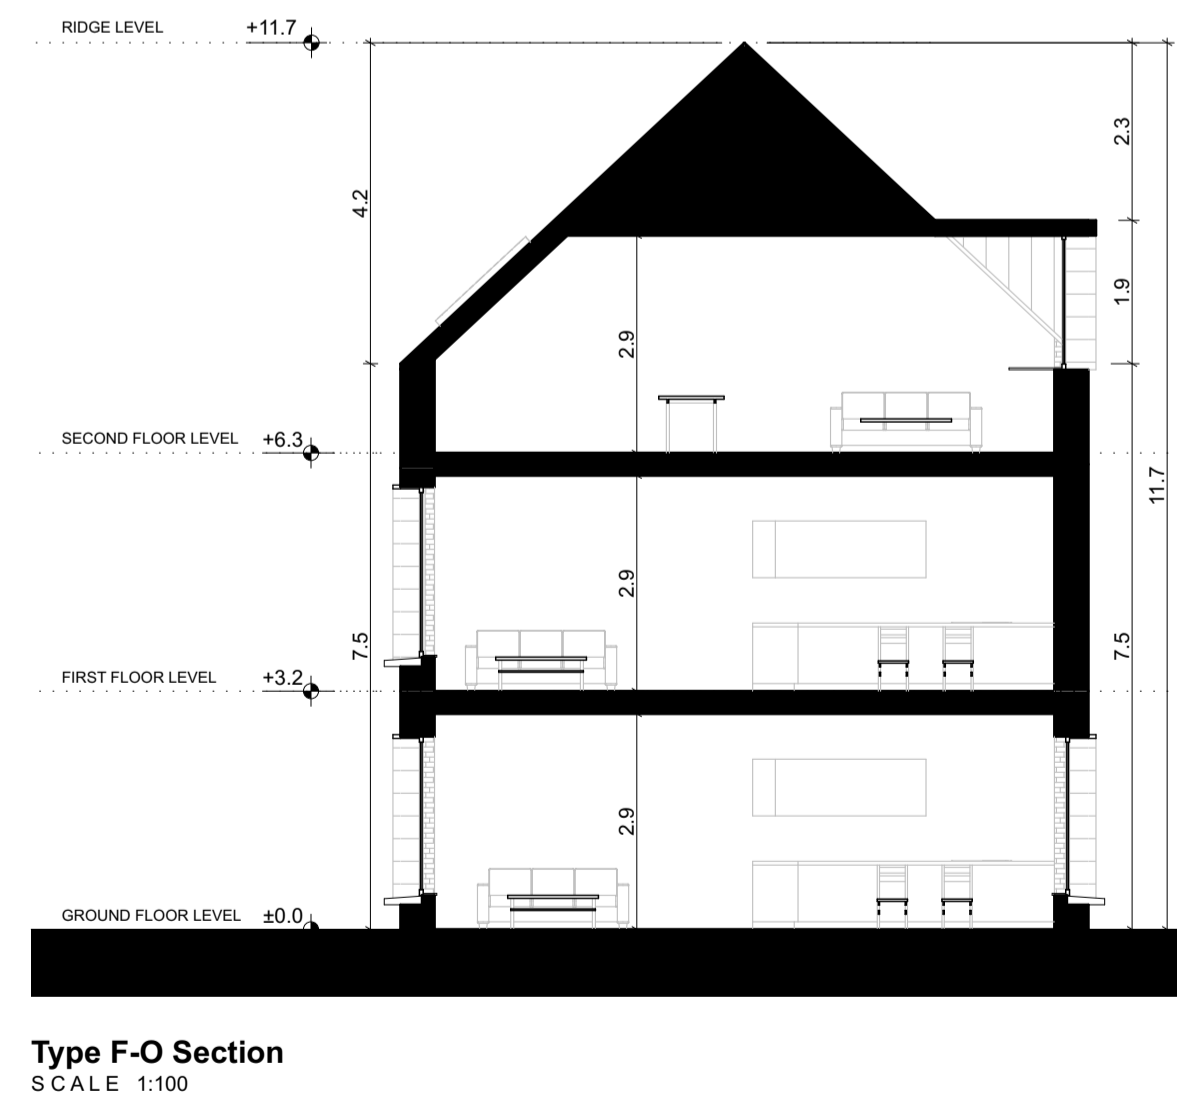 RIDGE LEVEL +11.7
2.3
4.2
1.9
2.9
SECOND FLOOR LEVEL +6.3
11.7
2.9
7.5
7.5
FIRST FLOOR LEVEL +3.2
2.9
GROUND FLOOR LEVEL ±0.0
Type F-O Section
SCALE 1:100